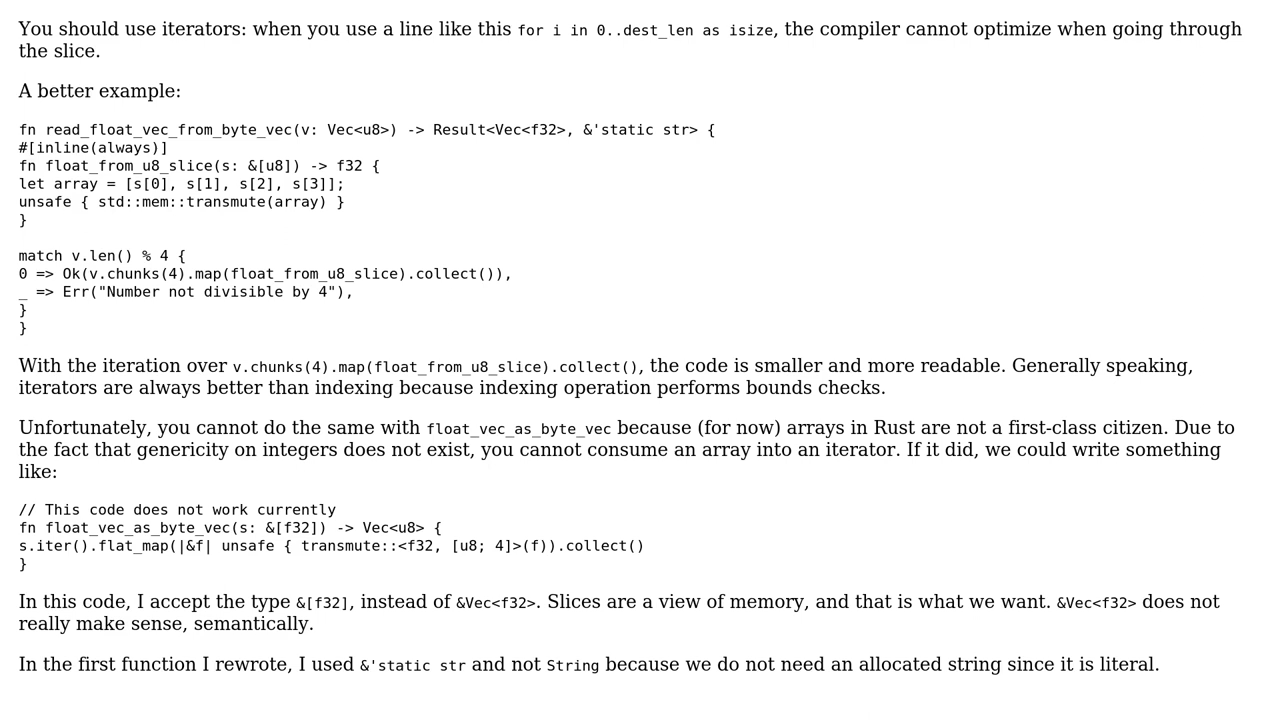 You should use iterators: when you use a line like this for i in 0..dest_len as isize, the compiler cannot optimize when going through
the slice.
A better example:
fn read_float_vec_from_byte_vec(v: Vec<u8>) -> Result<Vec<f32>, &'static str> {
#[inline(always)]
fn float_from_u8_slice(s: &[u8]) -> f32 {
let array = [s[0], s[1], s[2], s[3]];
unsafe { std::mem::transmute(array) }
}
match v.len() % 4 {
0 => Ok(v.chunks(4).map(float_from_u8_slice).collect()),
_ => Err("Number not divisible by 4"),
}
}
With the iteration over v.chunks(4).map(float_from_u8_slice).collect(), the code is smaller and more readable. Generally speaking,
iterators are always better than indexing because indexing operation performs bounds checks.
Unfortunately, you cannot do the same with float_vec_as_byte_vec because (for now) arrays in Rust are not a first-class citizen. Due to
the fact that genericity on integers does not exist, you cannot consume an array into an iterator. If it did, we could write something
like:
// This code does not work currently
fn float_vec_as_byte_vec(s: &[f32]) -> Vec<u8> {
s.iter().flat_map(|&f| unsafe { transmute::<f32, [u8; 4]>(f)).collect()
}
In this code, I accept the type &[f32], instead of &Vec<f32>. Slices are a view of memory, and that is what we want. &Vec<f32> does not
really make sense, semantically.
In the first function I rewrote, I used &'static str and not String because we do not need an allocated string since it is literal.